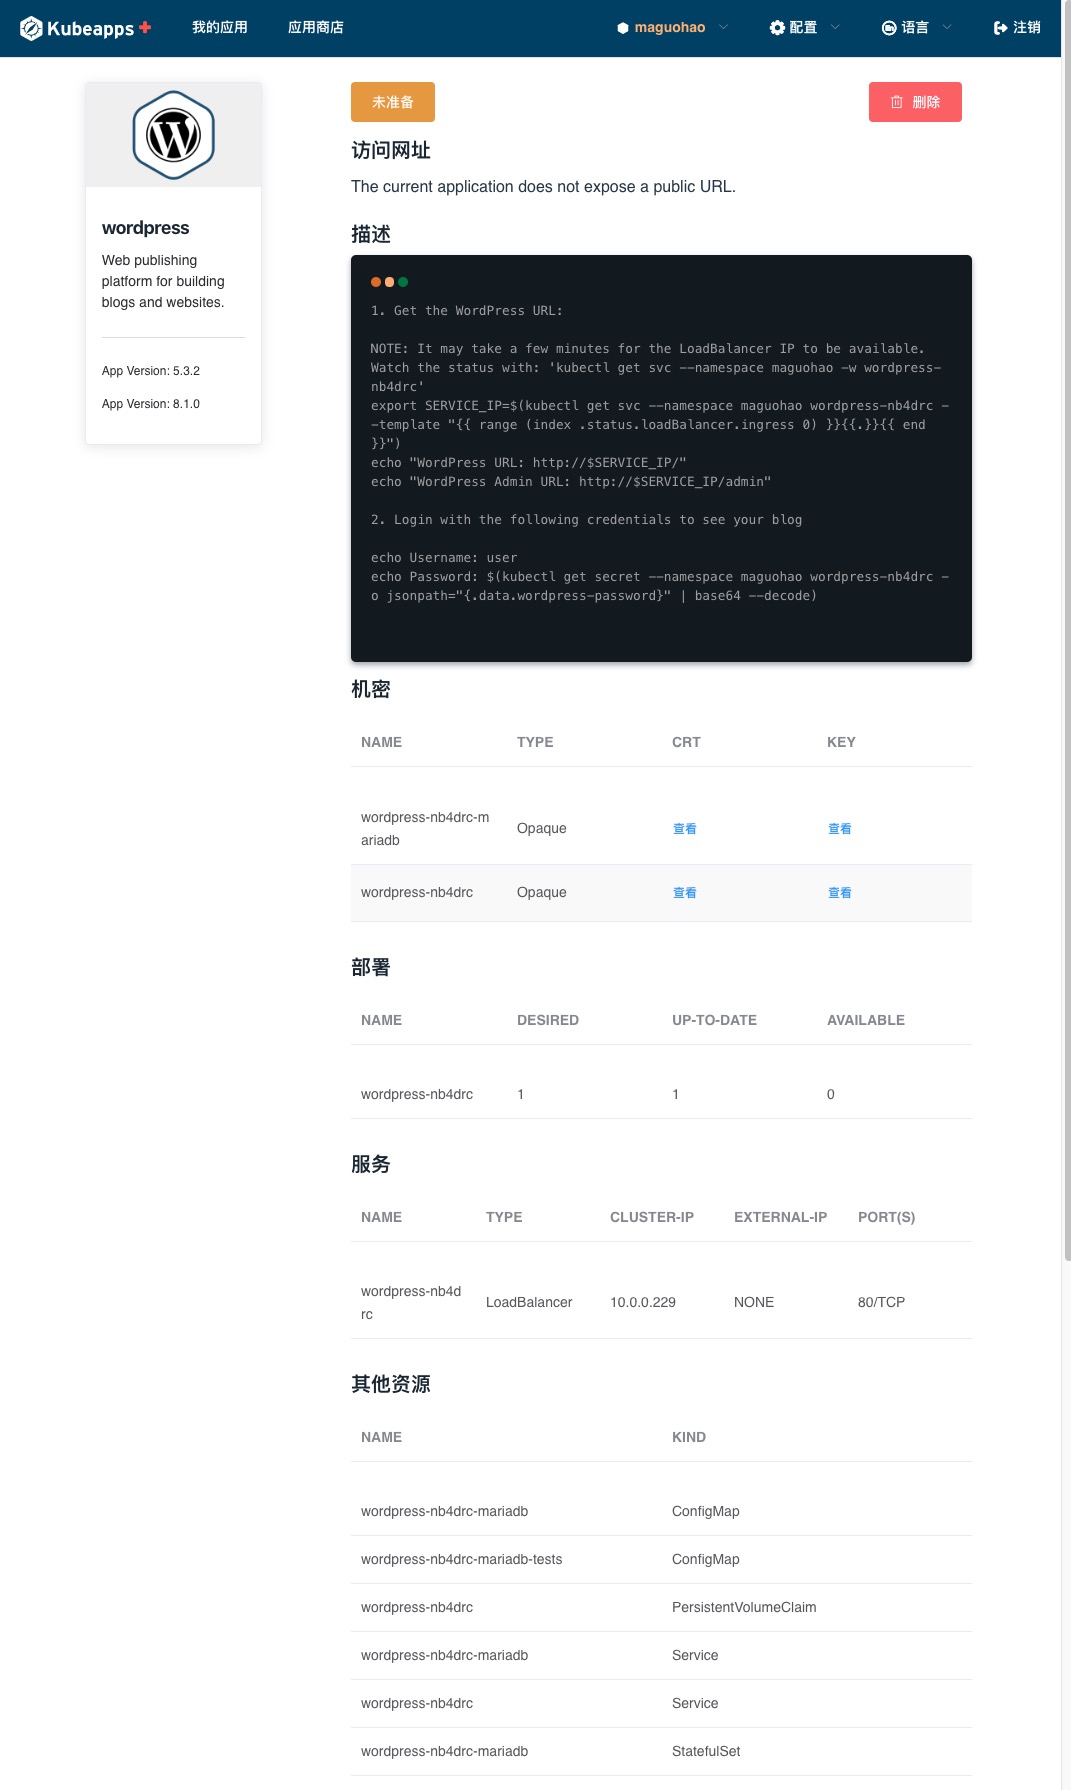 Kubeapps 我的应用 应用商店 maguohao 配置 语言 注销
未准备 删除
访问网址
The current application does not expose a public URL.
wordpress
Web publishing
platform for building
blogs and websites.
App Version: 5.3.2
App Version: 8.1.0
描述
1. Get the WordPress URL:
NOTE: It may take a few minutes for the LoadBalancer IP to be available.
Watch the status with: 'kubectl get svc --namespace maguohao -w wordpress-
nb4drc'
export SERVICE_IP=$(kubectl get svc --namespace maguohao wordpress-nb4drc -
-template "{{ range (index .status.loadBalancer.ingress 0) }}{{.}}{{ end
}}")
echo "WordPress URL: http://$SERVICE_IP/"
echo "WordPress Admin URL: http://$SERVICE_IP/admin"
2. Login with the following credentials to see your blog
echo Username: user
echo Password: $(kubectl get secret --namespace maguohao wordpress-nb4drc -
o jsonpath="{.data.wordpress-password}" | base64 --decode)
机密
NAME TYPE CRT KEY
wordpress-nb4drc-m
ariadb Opaque 查看 查看
wordpress-nb4drc Opaque 查看 查看
部署
NAME DESIRED UP-TO-DATE AVAILABLE
wordpress-nb4drc 1 1 0
服务
NAME TYPE CLUSTER-IP EXTERNAL-IP PORT(S)
wordpress-nb4d
rc LoadBalancer 10.0.0.229 NONE 80/TCP
其他资源
NAME KIND
wordpress-nb4drc-mariadb ConfigMap
wordpress-nb4drc-mariadb-tests ConfigMap
wordpress-nb4drc PersistentVolumeClaim
wordpress-nb4drc-mariadb Service
wordpress-nb4drc Service
wordpress-nb4drc-mariadb StatefulSet